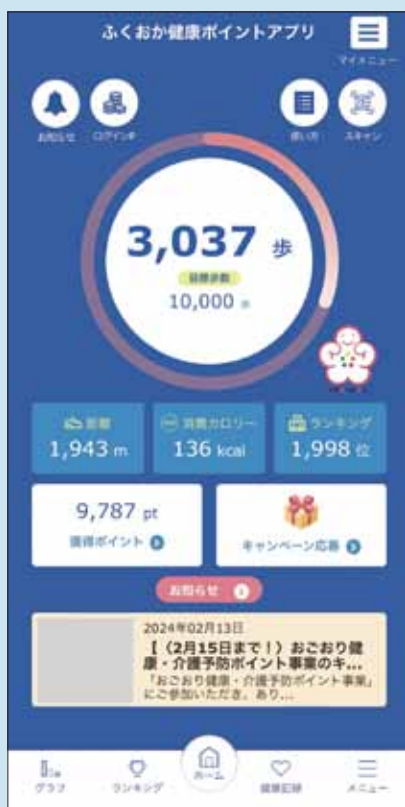 ふくおか健康ポイントアプリ
マイメニュー
お知らせ
ログインP
使い方
スキャン
3,037 歩
目標歩数
10,000 歩
距離
1,943 m
消費カロリー
136 kcal
ランキング
1,998 位
9,787 pt
獲得ポイント
キャンペーン応募
お知らせ
2024年02月13日
【（2月15日まで！）おごおり健
康・介護予防ポイント事業のキ...
「おごおり健康・介護予防ポイント事業」
にご参加いただき、あり...
グラフ
ランキング
ホーム
健康記録
メニュー